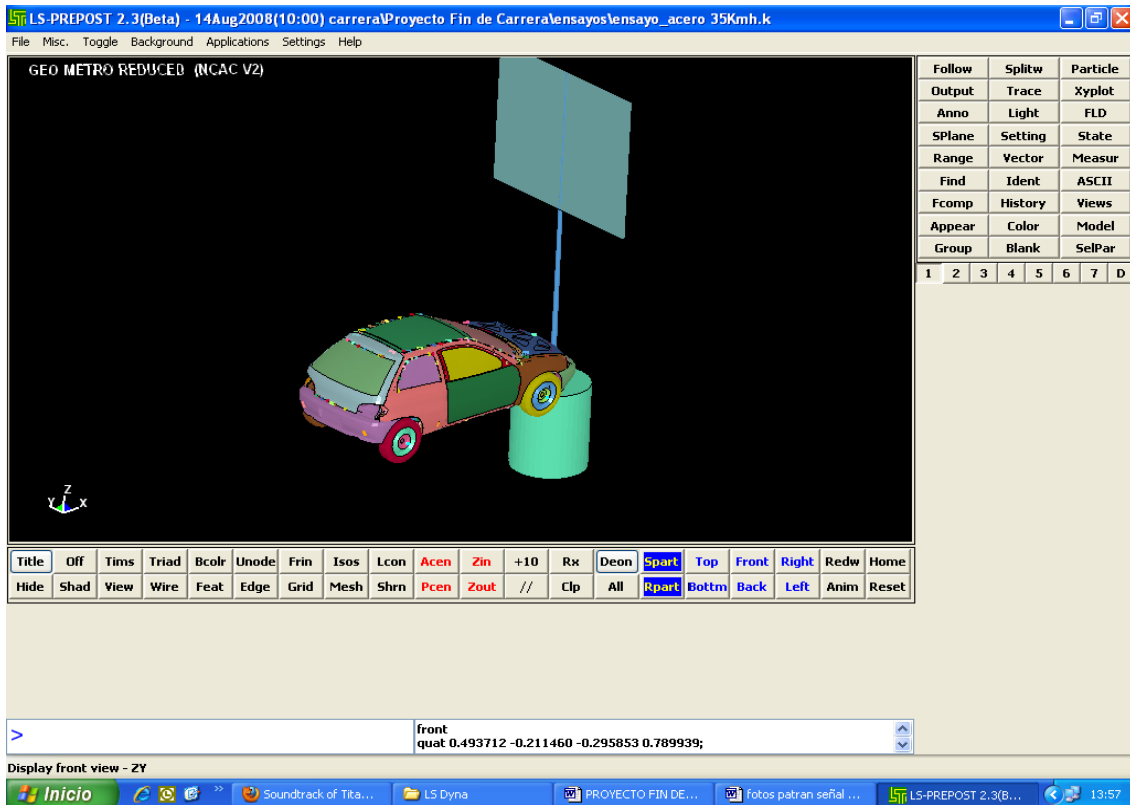 LS-PREPOST 2.3(Beta) - 14Aug2008(10:00) carrera\Proyecto Fin de Carrera\ensayos\ensayo_acero 35Kmh.k
File Misc. Toggle Background Applications Settings Help
GEO METRO REDUCED (NCAC V2)
Follow Splitw Particle
Output Trace Xyplot
Anno Light FLD
SPlane Setting State
Range Vector Measur
Find Ident ASCII
Fcomp History Views
Appear Color Model
Group Blank SelPar
1 2 3 4 5 6 7 D
Z
Y X
Title Off Tims Triad Bcolr Unode Frin Isos Lcon Acen Zin +10 Rx Deon Spart Top Front Right Redw Home
Hide Shad View Wire Feat Edge Grid Mesh Shrn Pcen Zout // Clp All Rpart Bottm Back Left Anim Reset
>
front
quat 0.493712 -0.211460 -0.295853 0.789939;
Display front view - ZY
Inicio » Soundtrack of Tita... LS Dyna PROYECTO FIN DE... fotos patran señal ... LS-PREPOST 2.3(B... 13:57